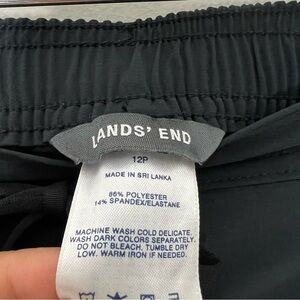 LANDS' END
12P
MADE IN SRI LANKA
86% POLYESTER
14% SPANDEX/ELASTANE
MACHINE WASH COLD DELICATE.
WASH DARK COLORS SEPARATELY.
DO NOT BLEACH. TUMBLE DRY
LOW. WARM IRON IF NEEDED.